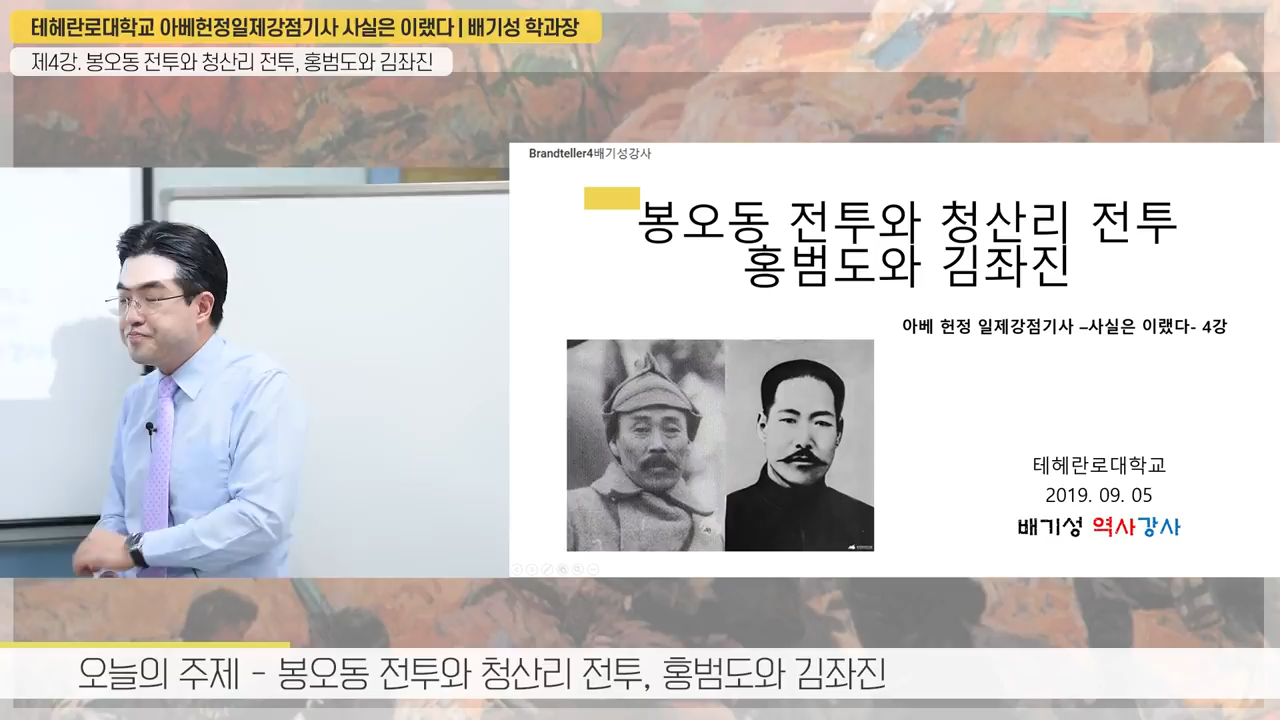 테헤란로대학교 아베헌정일제강점기사 사실은 이랬다 | 배기성 학과장
제4강. 봉오동 전투와 청산리 전투, 홍범도와 김좌진
Brandteller4배기성강사
봉오동 전투와 청산리 전투
홍범도와 김좌진
아베 헌정 일제강점기사 –사실은 이랬다- 4강
테헤란로대학교
2019. 09. 05
배기성 역사강사
오늘의 주제 - 봉오동 전투와 청산리 전투, 홍범도와 김좌진